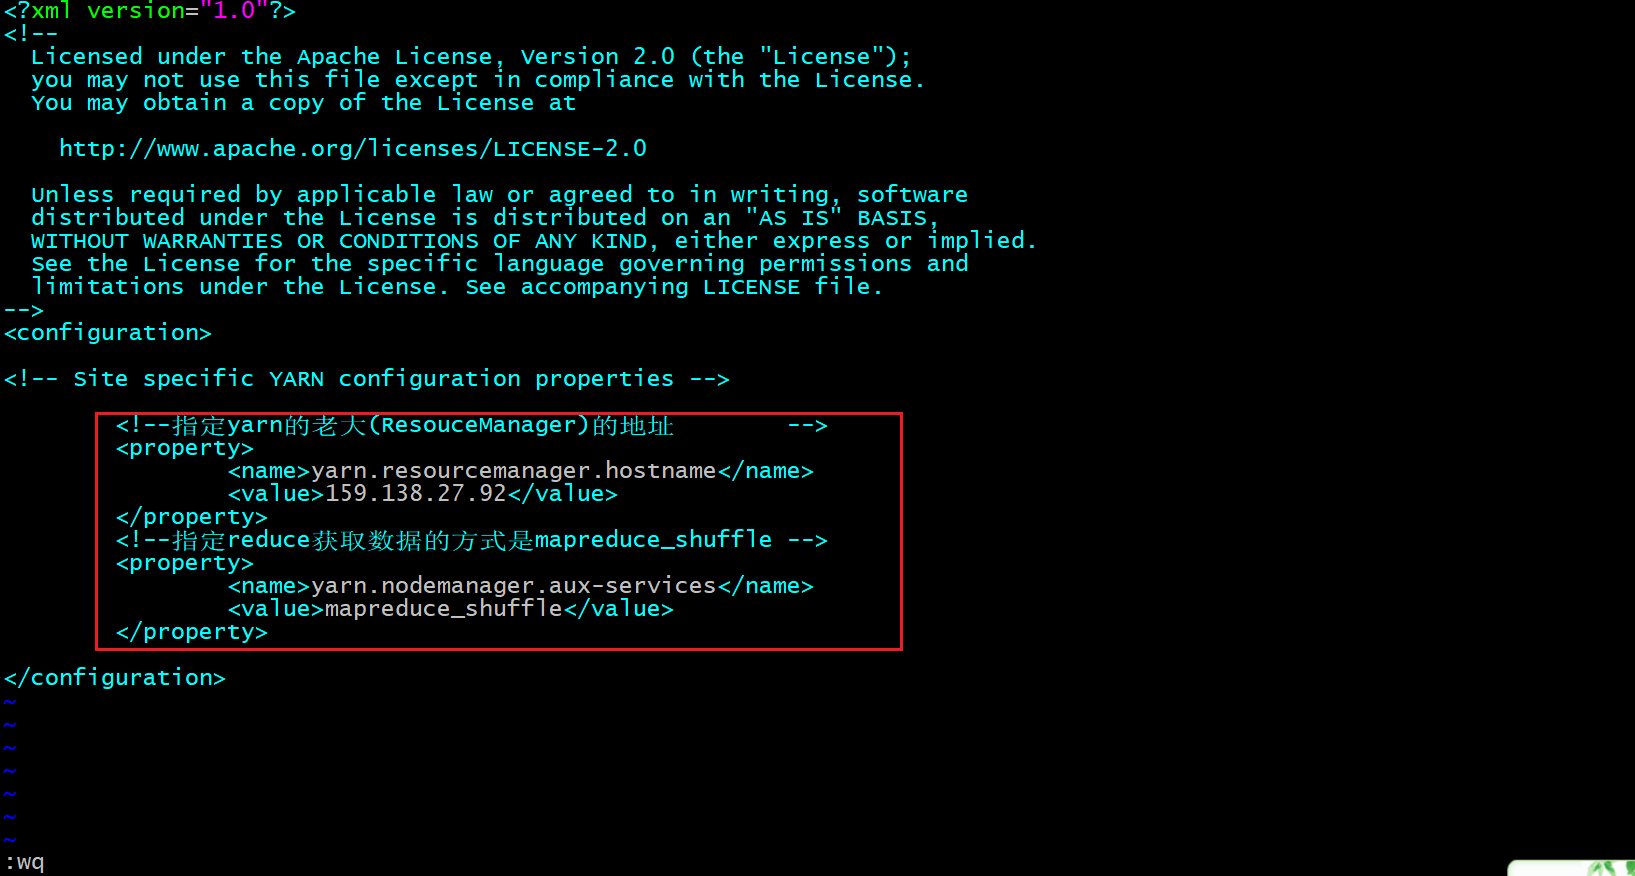 <?xml version="1.0"?>
<!--
  Licensed under the Apache License, Version 2.0 (the "License");
  you may not use this file except in compliance with the License.
  You may obtain a copy of the License at

    http://www.apache.org/licenses/LICENSE-2.0

  Unless required by applicable law or agreed to in writing, software
  distributed under the License is distributed on an "AS IS" BASIS,
  WITHOUT WARRANTIES OR CONDITIONS OF ANY KIND, either express or implied.
  See the License for the specific language governing permissions and
  limitations under the License. See accompanying LICENSE file.
-->
<configuration>

<!-- Site specific YARN configuration properties -->

        <!--指定yarn的老大(ResouceManager)的地址        -->
        <property>
                <name>yarn.resourcemanager.hostname</name>
                <value>159.138.27.92</value>
        </property>
        <!--指定reduce获取数据的方式是mapreduce_shuffle -->
        <property>
                <name>yarn.nodemanager.aux-services</name>
                <value>mapreduce_shuffle</value>
        </property>

</configuration>
~
~
~
~
~
~
~
:wq